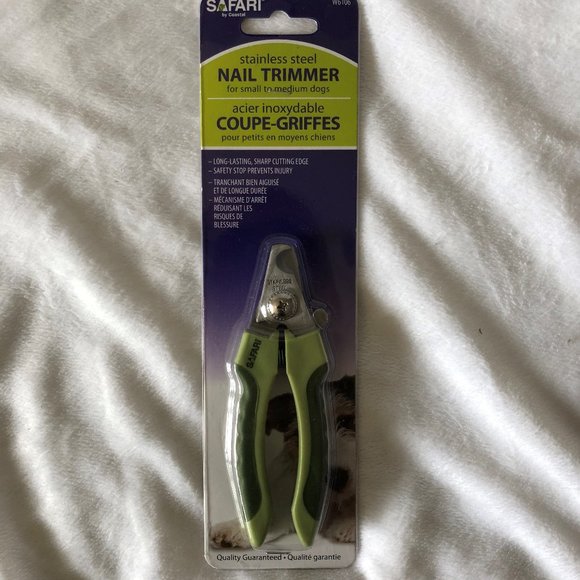 SAFARI
by Coastal
W6106
stainless steel
NAIL TRIMMER
for small to medium dogs
acier inoxydable
COUPE-GRIFFES
pour petits en moyens chiens
– LONG-LASTING, SHARP CUTTING EDGE
– SAFETY STOP PREVENTS INJURY
– TRANCHANT BIEN AIGUISÉ
ET DE LONGUE DURÉE
– MÉCANISME D'ARRÊT
RÉDUISANT LES
RISQUES DE
BLESSURE
SAFARI
Quality Guaranteed • Qualité garantie